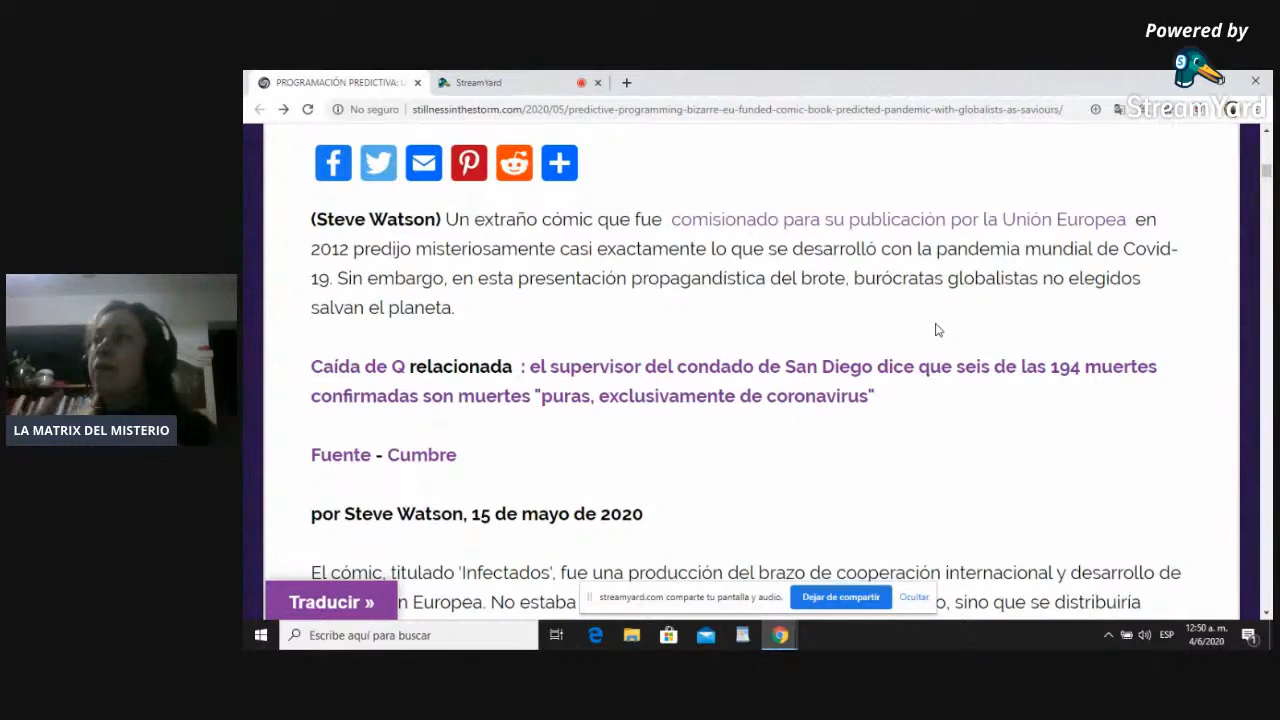 Powered by
StreamYard
PROGRAMACIÓN PREDICTIVA: U
StreamYard
No seguro
stillnessinthestorm.com/2020/05/predictive-programming-bizarre-eu-funded-comic-book-predicted-pandemic-with-globalists-as-saviours/
(Steve Watson) Un extraño cómic que fue comisionado para su publicación por la Unión Europea en
2012 predijo misteriosamente casi exactamente lo que se desarrolló con la pandemia mundial de Covid-
19. Sin embargo, en esta presentación propagandística del brote, burócratas globalistas no elegidos
salvan el planeta.
Caída de Q relacionada : el supervisor del condado de San Diego dice que seis de las 194 muertes
confirmadas son muertes "puras, exclusivamente de coronavirus"
LA MATRIX DEL MISTERIO
Fuente - Cumbre
por Steve Watson, 15 de mayo de 2020
El cómic, titulado 'Infectados', fue una producción del brazo de cooperación internacional y desarrollo de
Traducir »
n Europea. No estaba
o, sino que se distribuiría
streamyard.com comparte tu pantalla y audio.
Dejar de compartir
Ocultar
Escribe aquí para buscar
ESP
12:50 a. m.
4/6/2020